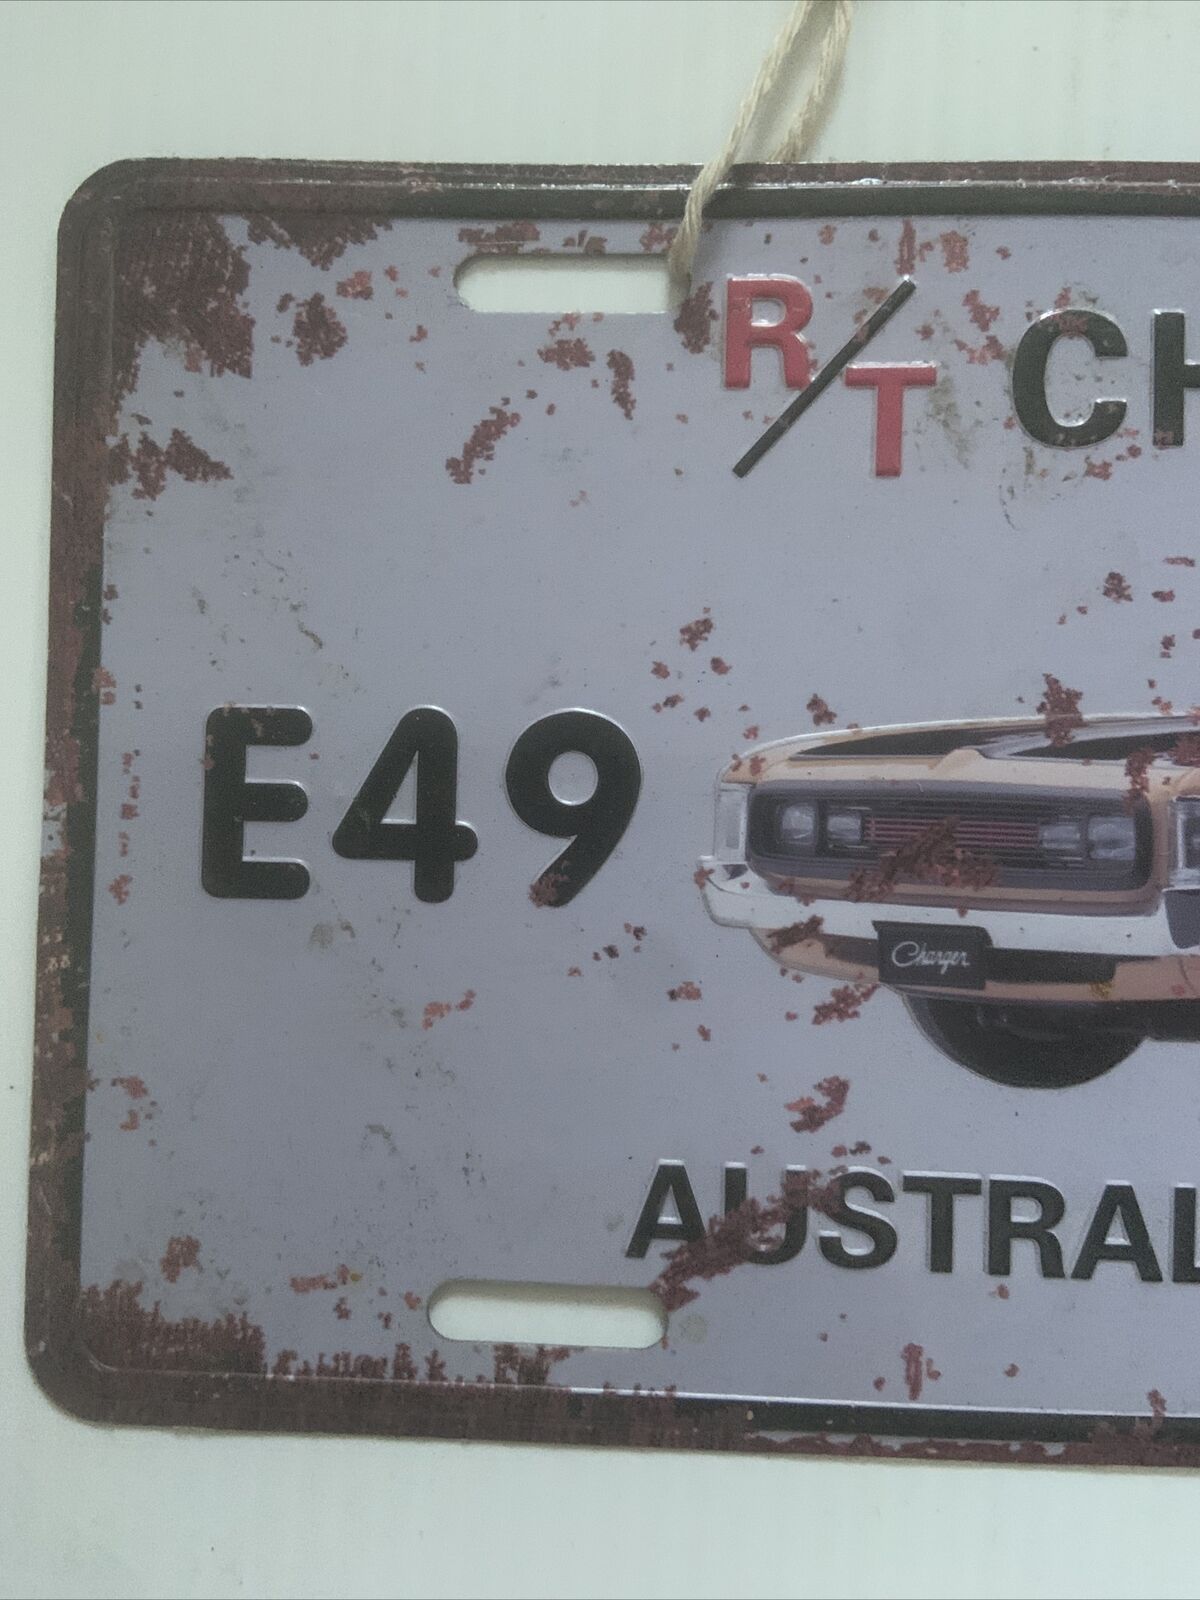 R/T CH
E49
Charger
AUSTRAL